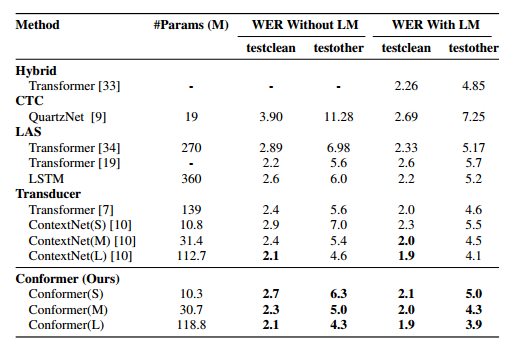 Method #Params (M) WER Without LM WER With LM
testclean testother testclean testother
Hybrid
Transformer [33] - - - 2.26 4.85
CTC
QuartzNet [9] 19 3.90 11.28 2.69 7.25
LAS
Transformer [34] 270 2.89 6.98 2.33 5.17
Transformer [19] - 2.2 5.6 2.6 5.7
LSTM 360 2.6 6.0 2.2 5.2
Transducer
Transformer [7] 139 2.4 5.6 2.0 4.6
ContextNet(S) [10] 10.8 2.9 7.0 2.3 5.5
ContextNet(M) [10] 31.4 2.4 5.4 2.0 4.5
ContextNet(L) [10] 112.7 2.1 4.6 1.9 4.1
Conformer (Ours)
Conformer(S) 10.3 2.7 6.3 2.1 5.0
Conformer(M) 30.7 2.3 5.0 2.0 4.3
Conformer(L) 118.8 2.1 4.3 1.9 3.9